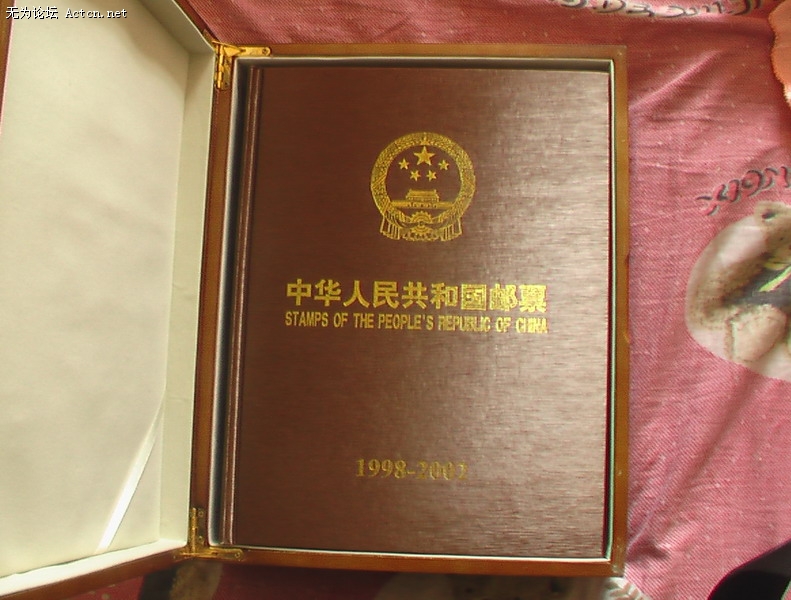 无为论坛 Actcn.net
中华人民共和国邮票
STAMPS OF THE PEOPLE'S REPUBLIC OF CHINA
1998-2002